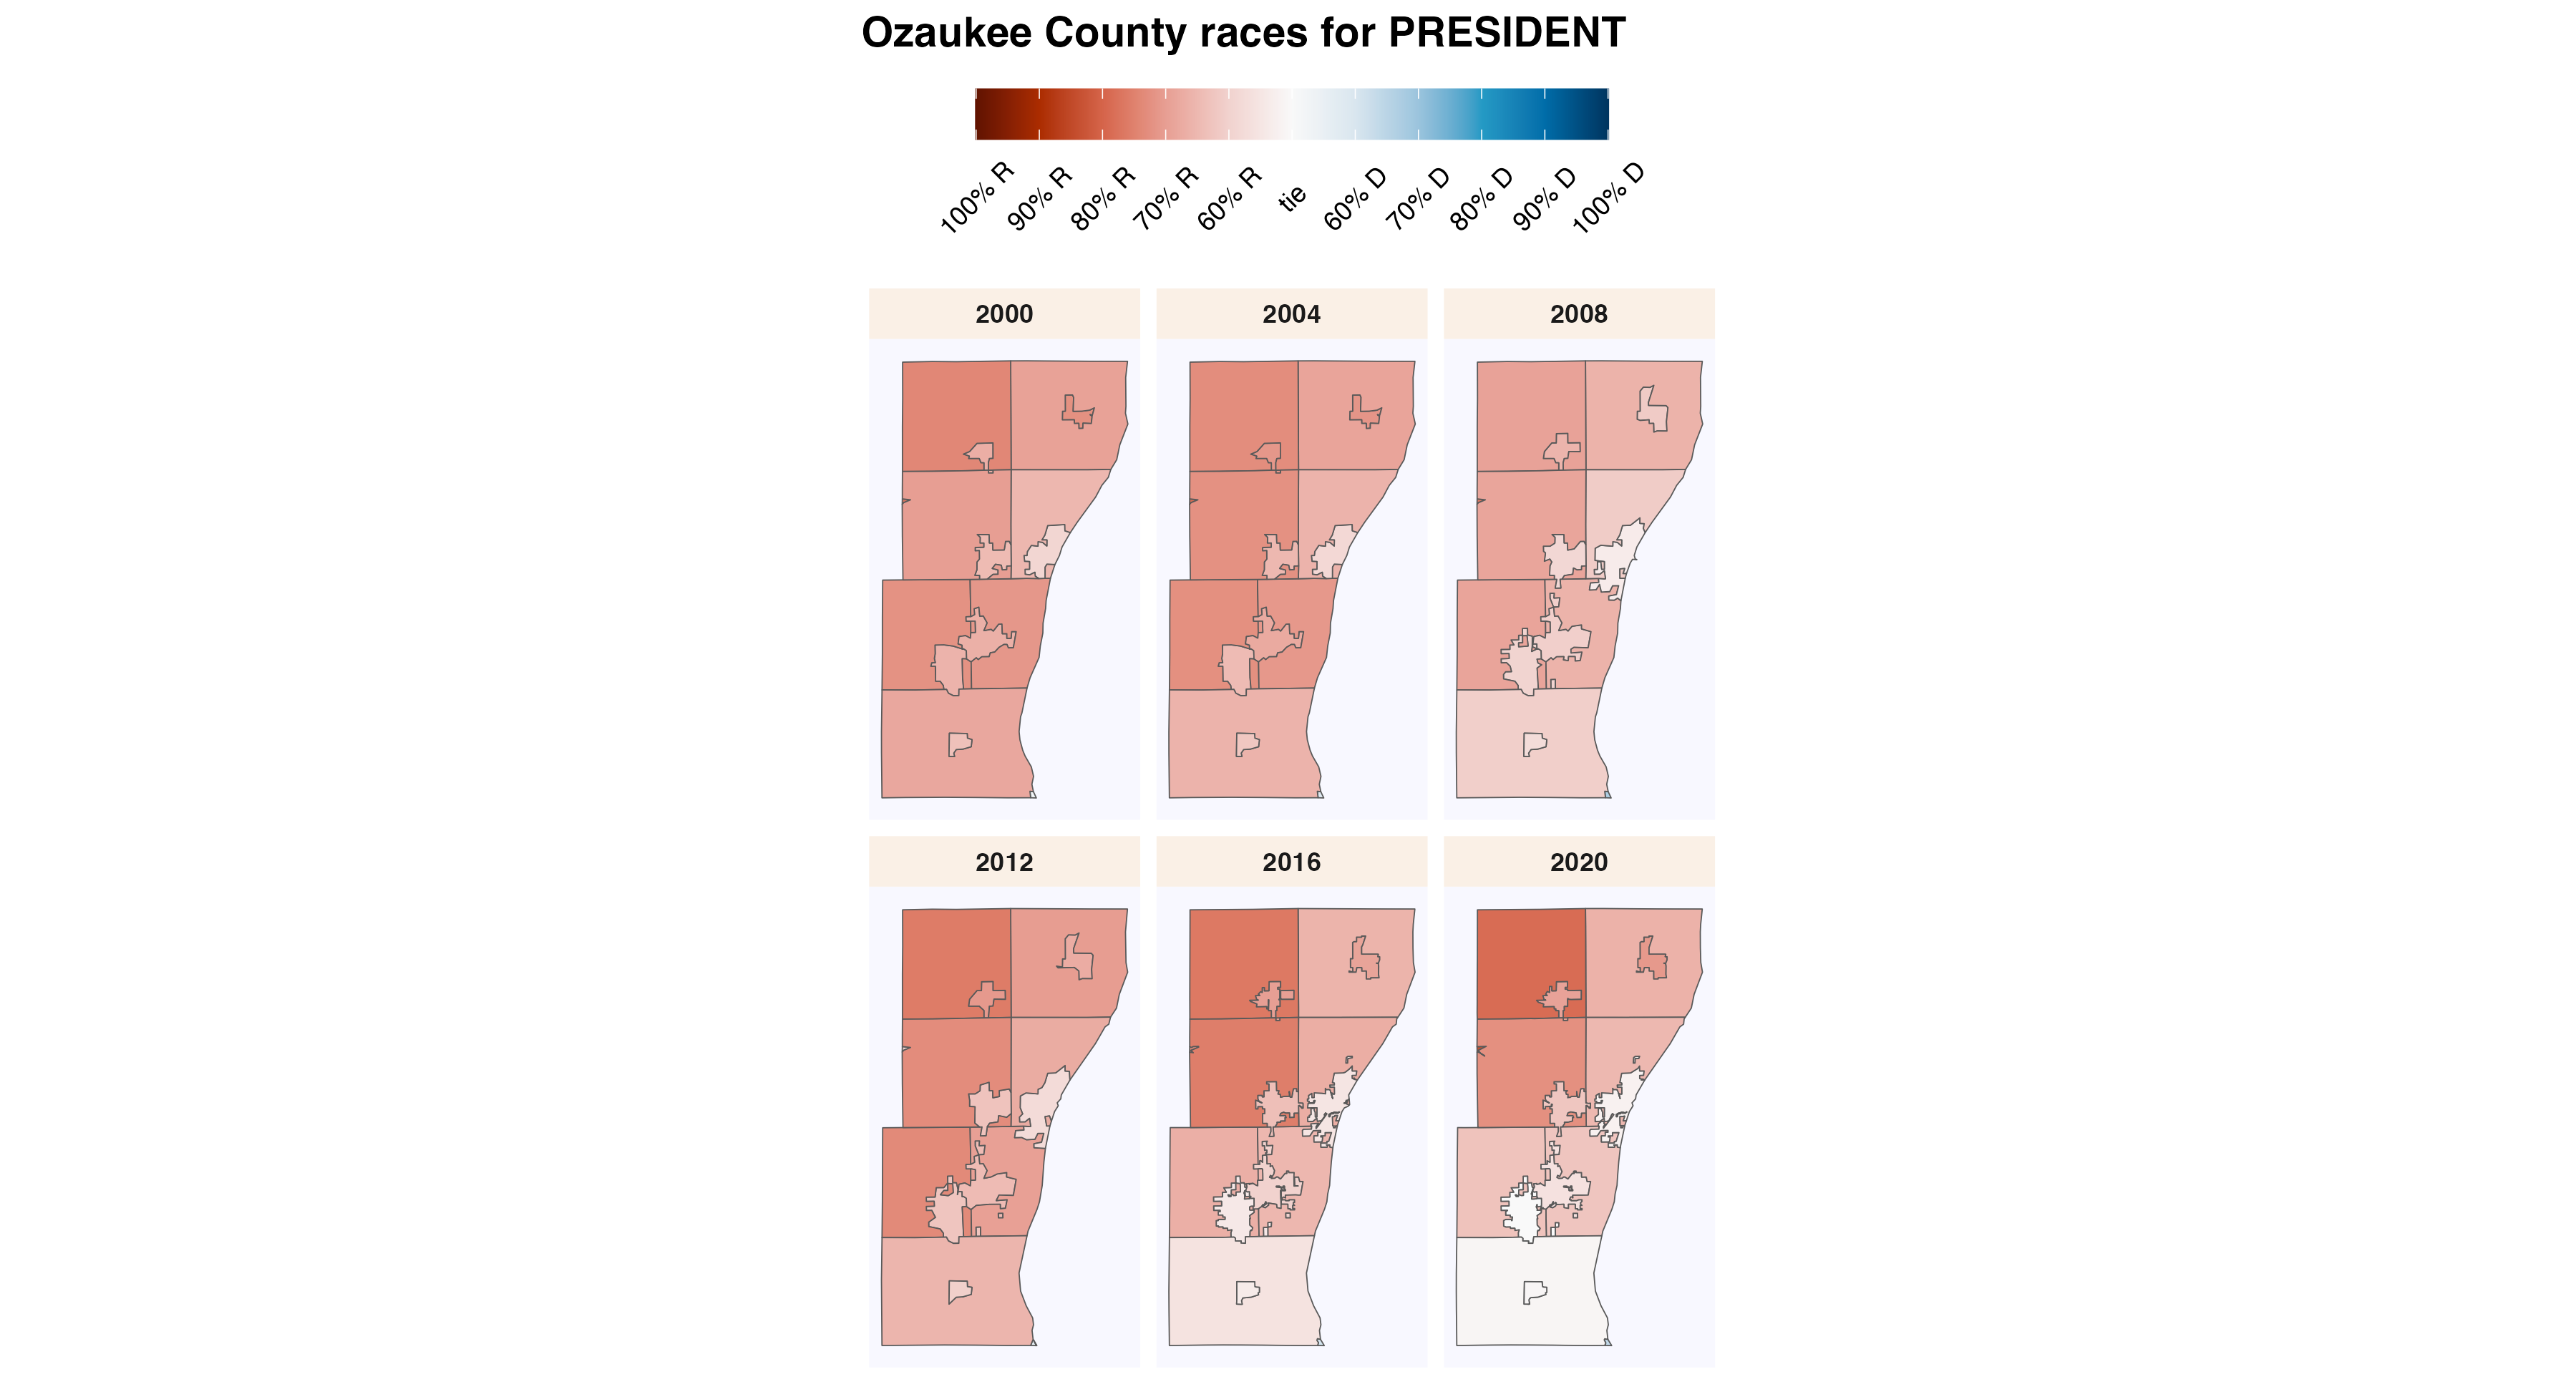 Ozaukee County races for PRESIDENT
100% R 90% R 80% R 70% R 60% R tie 60% D 70% D 80% D 90% D 100% D
2000 2004 2008
2012 2016 2020